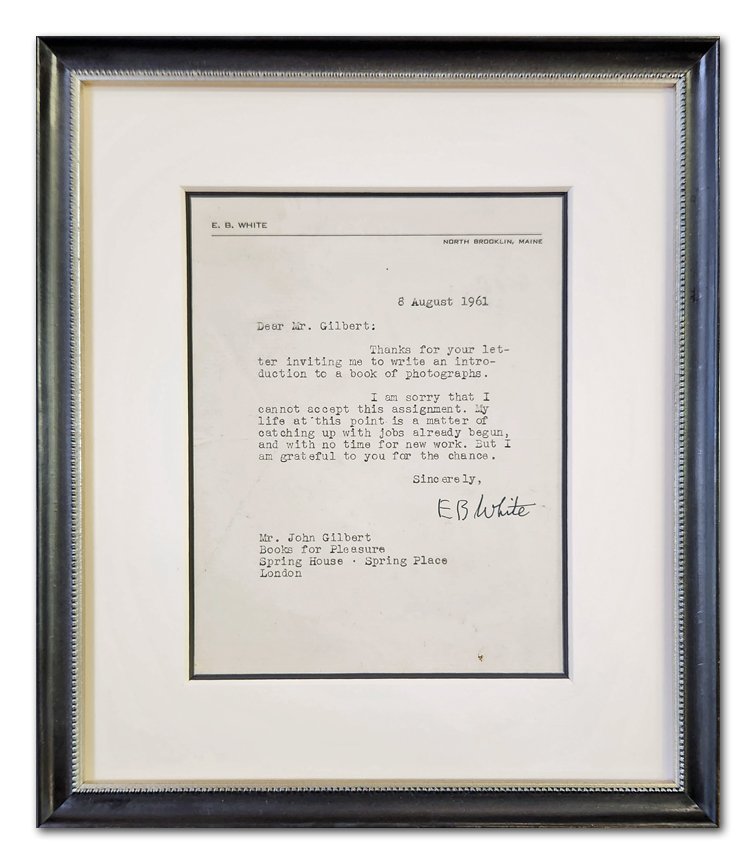 E. B. WHITE
NORTH BROOKLIN, MAINE
8 August 1961
Dear Mr. Gilbert:
Thanks for your let-
ter inviting me to write an intro-
duction to a book of photographs.
I am sorry that I
cannot accept this assignment. My
life at this point is a matter of
catching up with jobs already begun,
and with no time for new work. But I
am grateful to you for the chance.
Sincerely,
EB White
Mr. John Gilbert
Books for Pleasure
Spring House · Spring Place
London